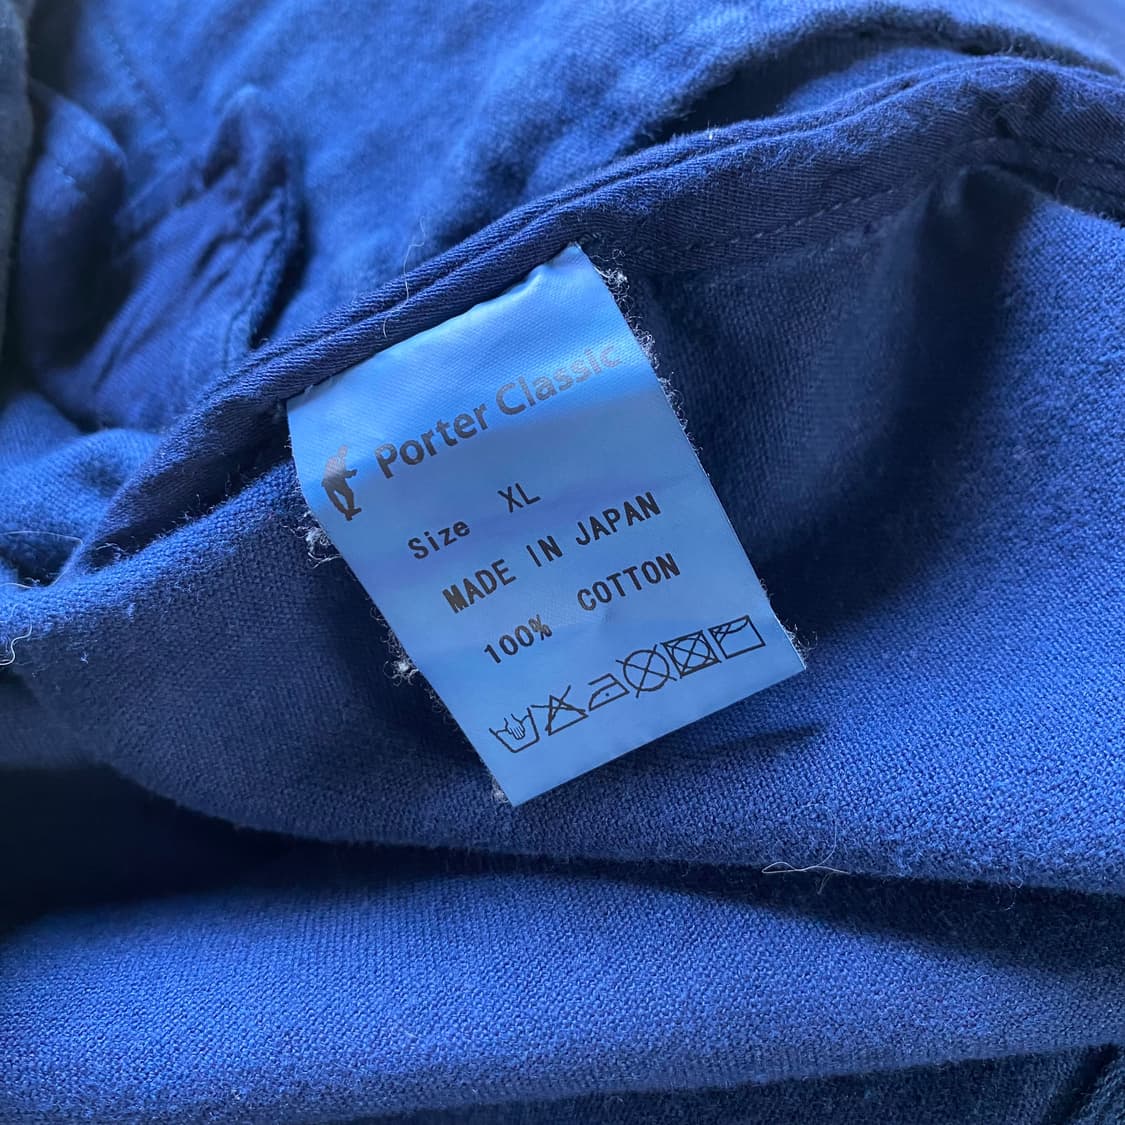 Porter Classic
Size XL
MADE IN JAPAN
100% COTTON